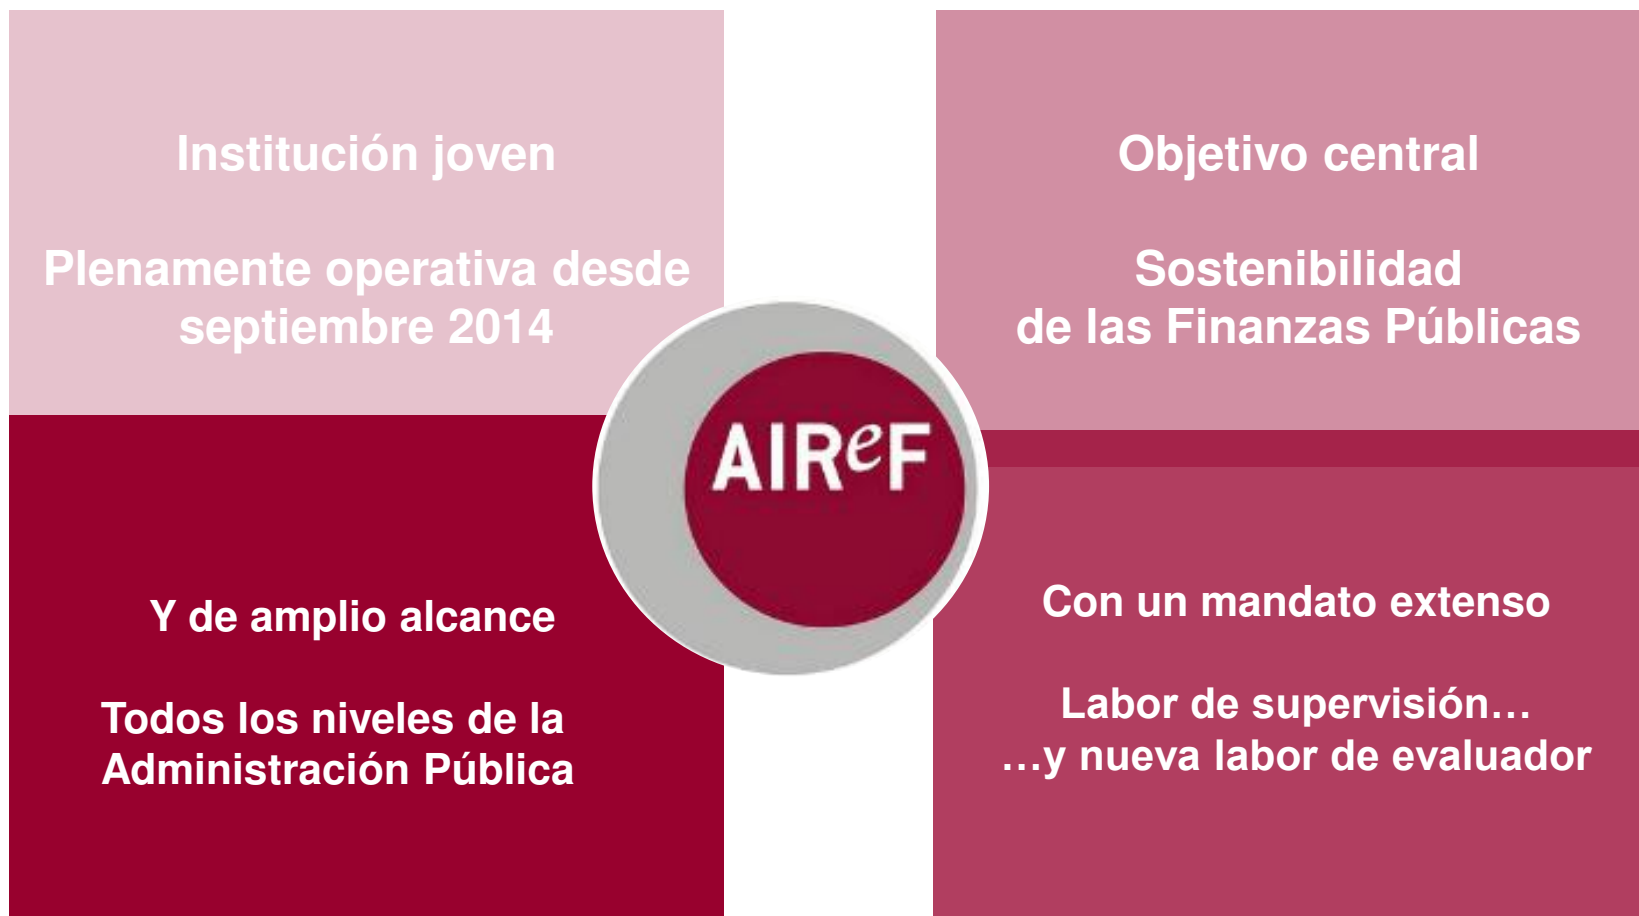 Institución joven
Plenamente operativa desde
septiembre 2014
Objetivo central
Sostenibilidad
de las Finanzas Públicas
AIReF
Y de amplio alcance
Todos los niveles de la
Administración Pública
Con un mandato extenso
Labor de supervisión…
…y nueva labor de evaluador